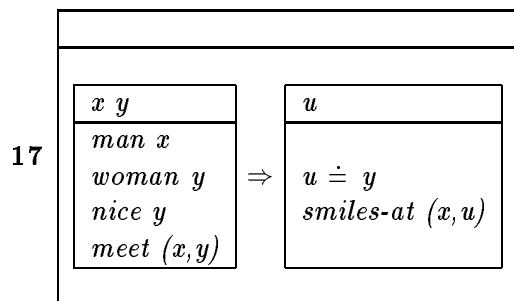 x y
u
man x
woman y
nice y
meet (x,y)
17
⇒
u ≐ y
smiles-at (x,u)